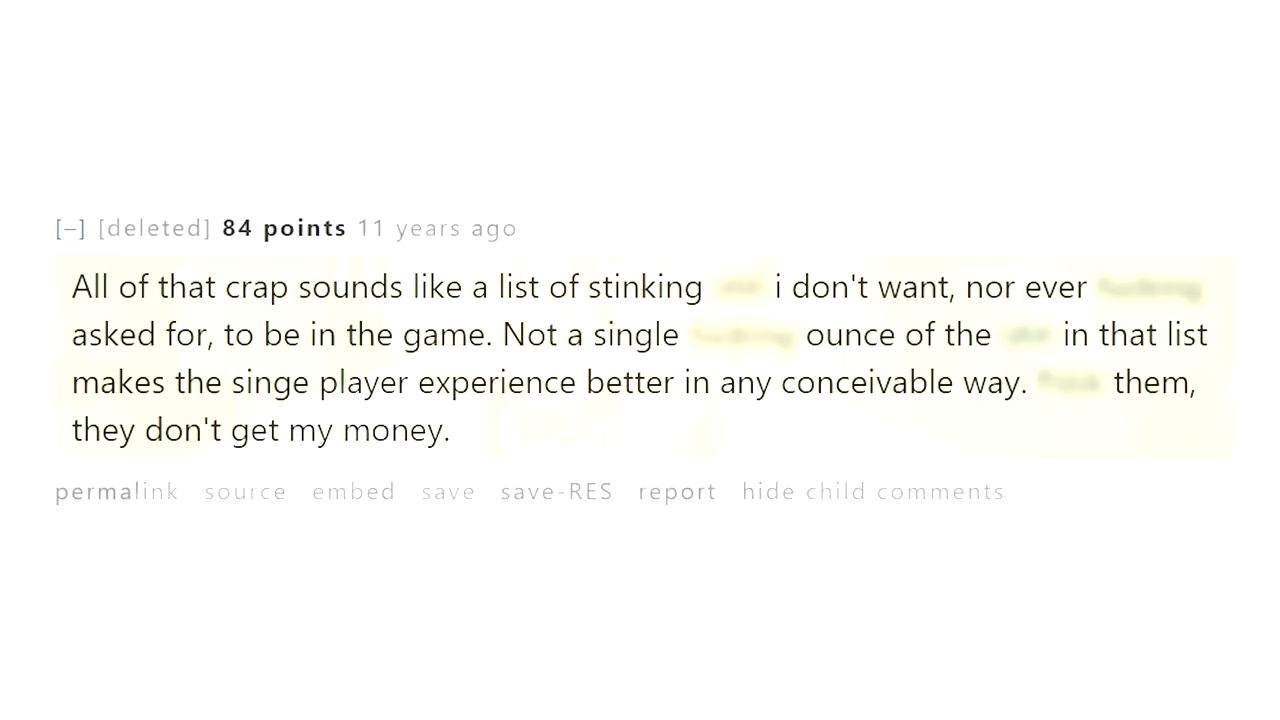 [–] [deleted] 84 points 11 years ago
All of that crap sounds like a list of stinking i don't want, nor ever
asked for, to be in the game. Not a single ounce of the in that list
makes the singe player experience better in any conceivable way. them,
they don't get my money.
permalink source embed save save-RES report hide child comments